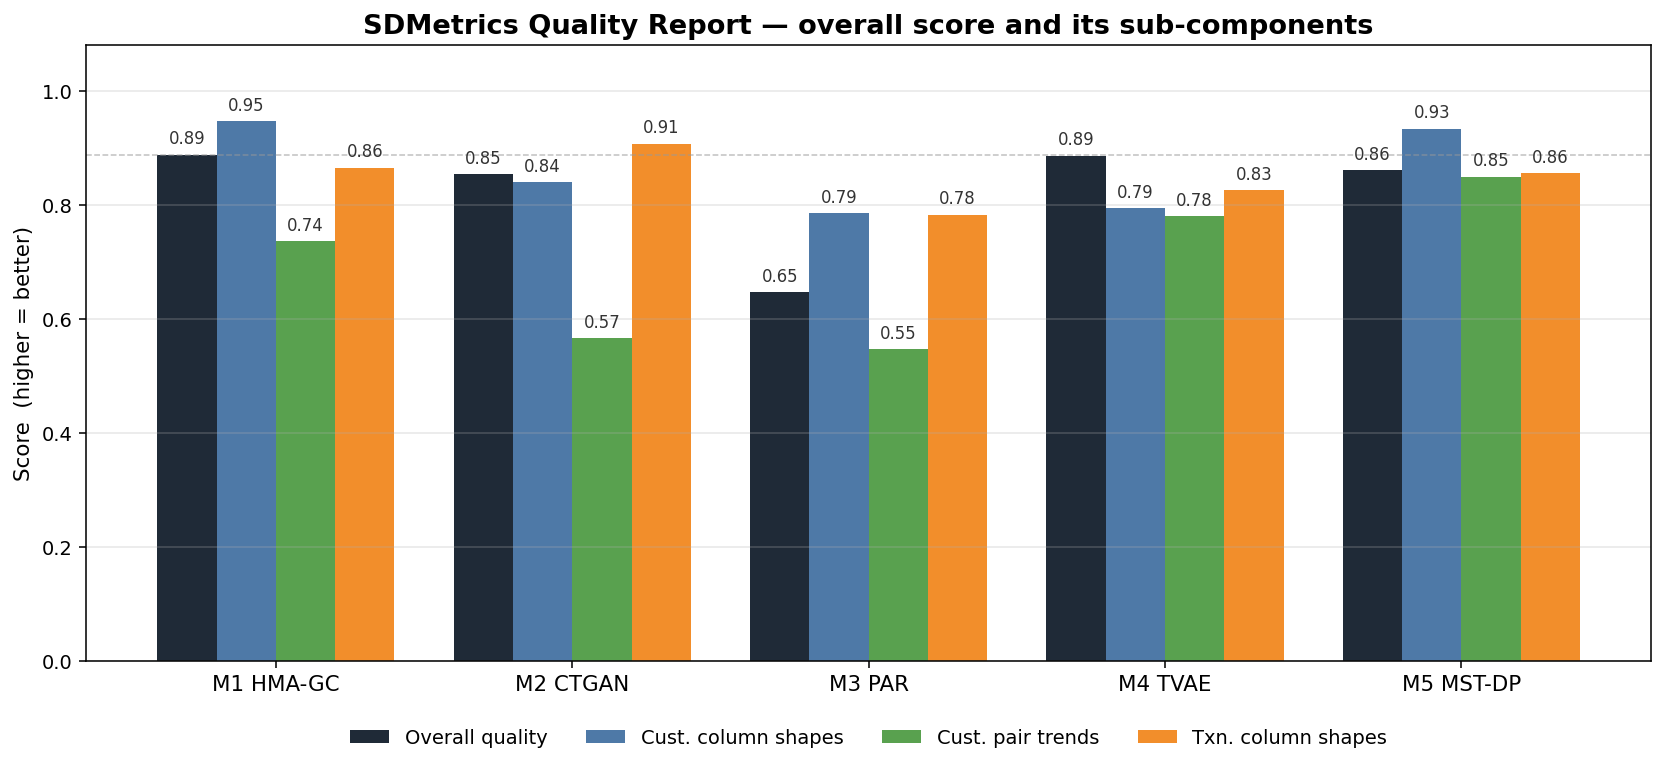 SDMetrics Quality Report — overall score and its sub-components
Score (higher = better)
1.0
0.8
0.6
0.4
0.2
0.0
0.89
0.95
0.74
0.86
0.85
0.84
0.57
0.91
0.65
0.79
0.55
0.78
0.89
0.79
0.78
0.83
0.86
0.93
0.85
0.86
M1 HMA-GC
M2 CTGAN
M3 PAR
M4 TVAE
M5 MST-DP
Overall quality
Cust. column shapes
Cust. pair trends
Txn. column shapes